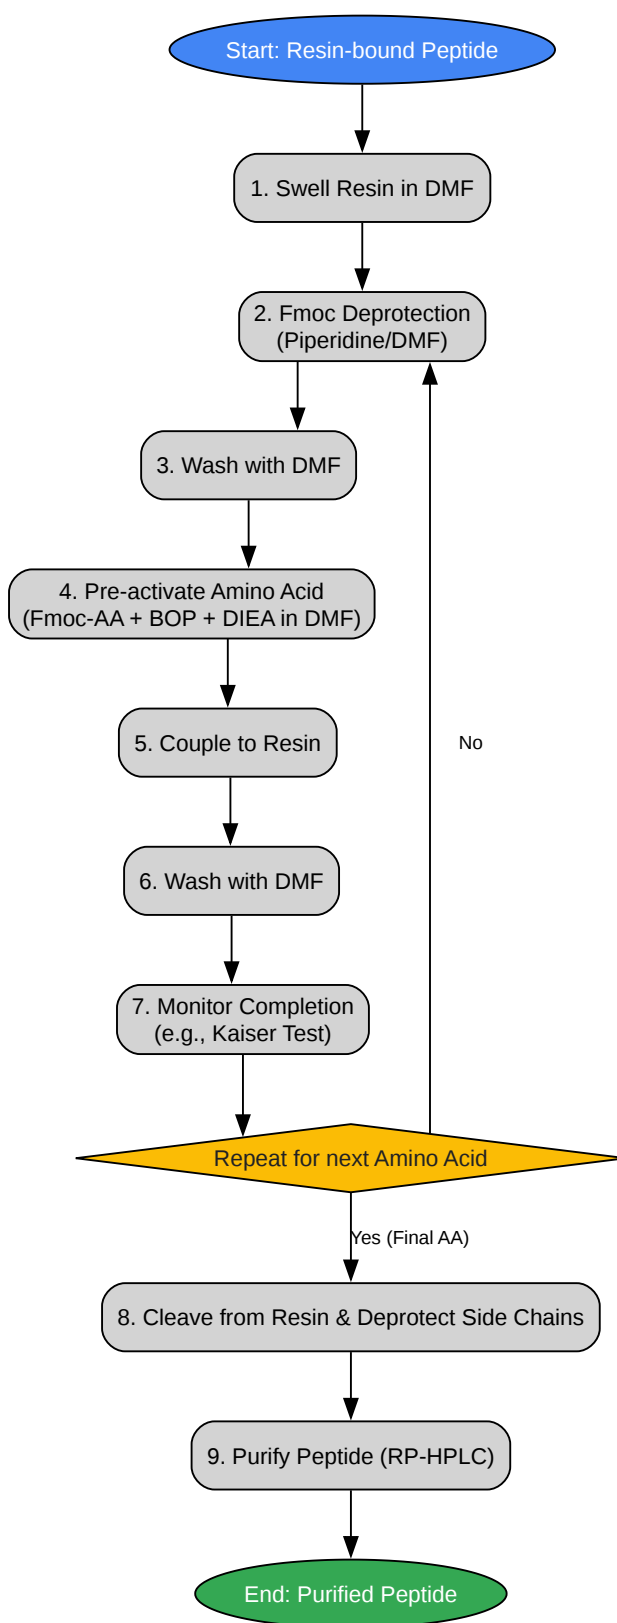 Start: Resin-bound Peptide
1. Swell Resin in DMF
2. Fmoc Deprotection
(Piperidine/DMF)
3. Wash with DMF
4. Pre-activate Amino Acid
(Fmoc-AA + BOP + DIEA in DMF)
5. Couple to Resin
No
6. Wash with DMF
7. Monitor Completion
(e.g., Kaiser Test)
Repeat for next Amino Acid
Yes (Final AA)
8. Cleave from Resin & Deprotect Side Chains
9. Purify Peptide (RP-HPLC)
End: Purified Peptide